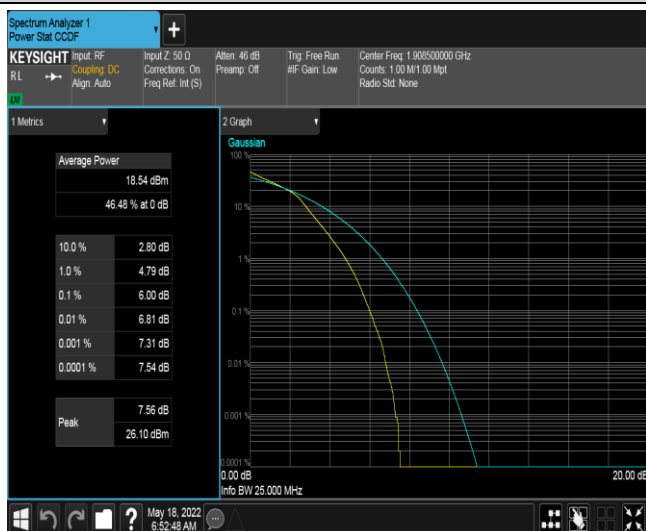 Spectrum Analyzer 1
Power Stat CCDF
+
KEYSIGHT
RL
Input: RF
Coupling: DC
Align: Auto
Input Z: 50 Ω
Corrections: On
Freq Ref: Int (S)
Atten: 46 dB
Preamp: Off
Trig: Free Run
#IF Gain: Low
Center Freq: 1.908500000 GHz
Counts: 1.00 M/1.00 Mpt
Radio Std: None
1 Metrics
Average Power
18.54 dBm
46.48 % at 0 dB
10.0 % 2.80 dB
1.0 % 4.79 dB
0.1 % 6.00 dB
0.01 % 6.81 dB
0.001 % 7.31 dB
0.0001 % 7.54 dB
Peak
7.56 dB
26.10 dBm
2 Graph
Gaussian
100 %
10 %
1 %
0.1 %
0.01 %
0.001 %
0.0001 %
0.00 dB
20.00 dB
Info BW 25.000 MHz
?
May 18, 2022
6:52:48 AM